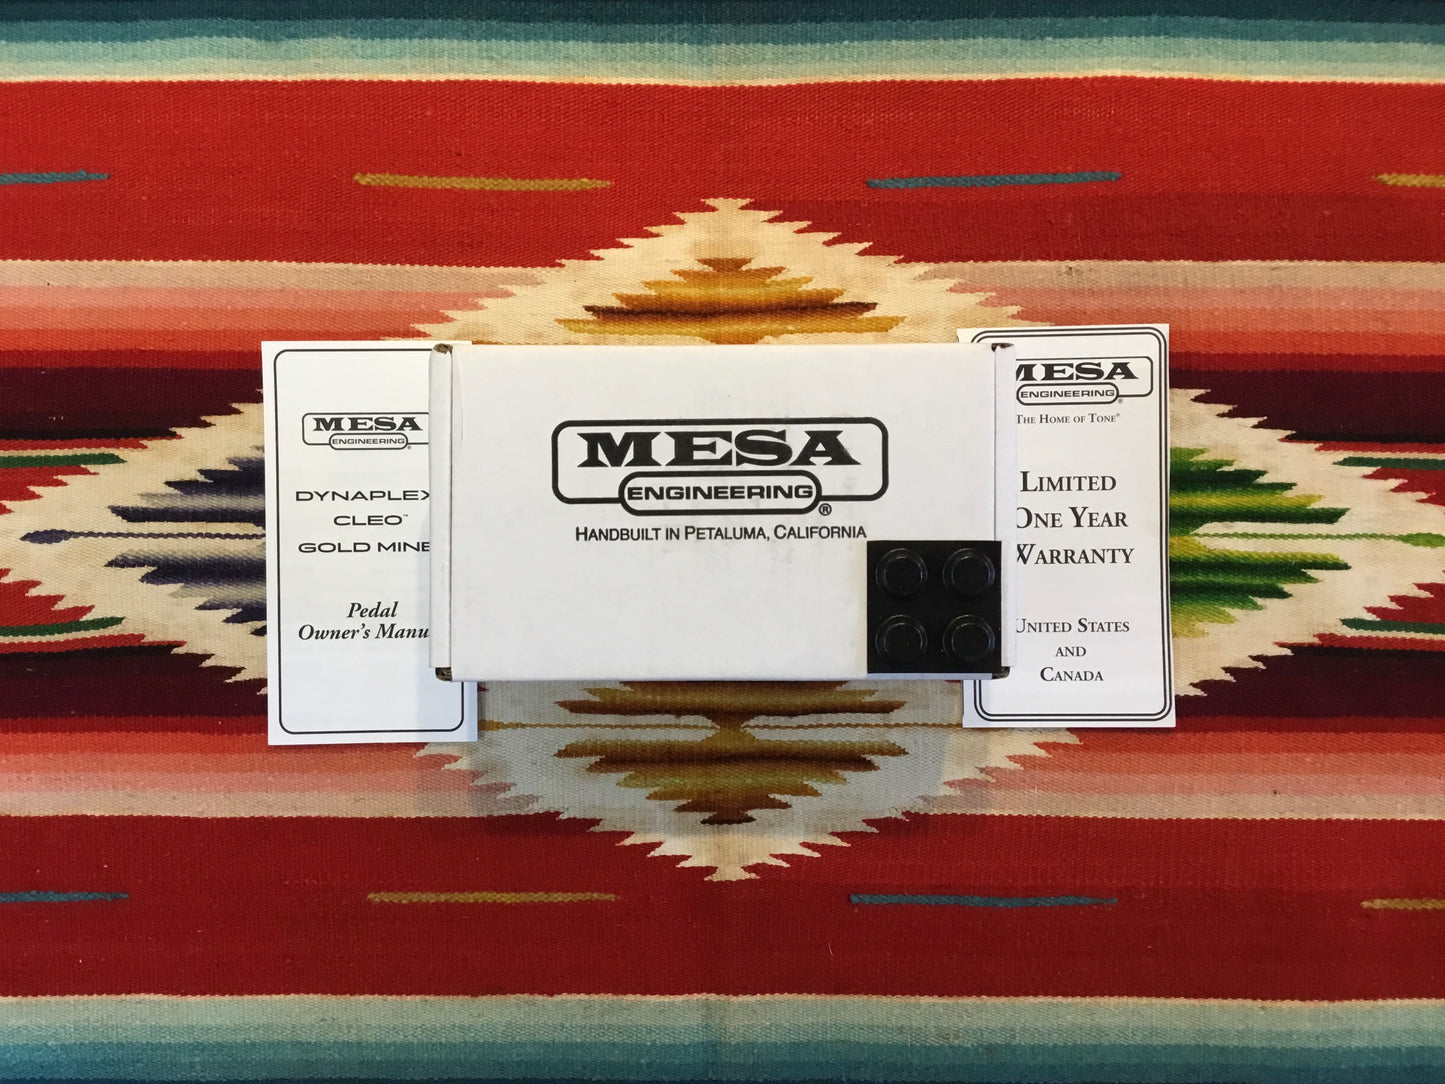 MESA
ENGINEERING
DYNAPLEX
CLEO™
GOLD MINE
Pedal
Owner's Manu
MESA
ENGINEERING®
HANDBUILT IN PETALUMA, CALIFORNIA
MESA
ENGINEERING
THE HOME OF TONE®
LIMITED
ONE YEAR
WARRANTY
UNITED STATES
AND
CANADA